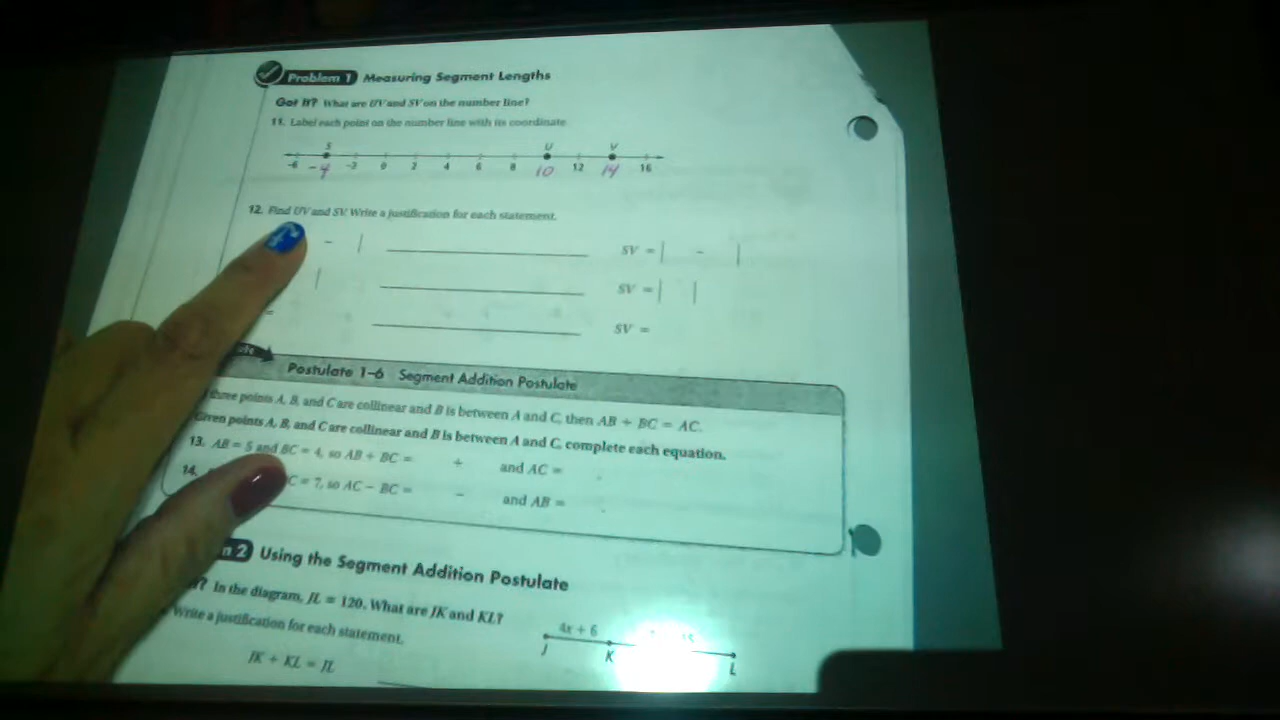 Problem 1 Measuring Segment Lengths
Got It? What are UV and SV on the number line?
11. Label each point on the number line with its coordinate.
S U V
-6 -4 -2 0 2 4 6 8 10 12 14 16
12. Find UV and SV. Write a justification for each statement.
- | SV = | - |
| SV = | |
= SV =
Postulate 1-6 Segment Addition Postulate
three points A, B, and C are collinear and B is between A and C, then AB + BC = AC.
Given points A, B, and C are collinear and B is between A and C, complete each equation.
13. AB = 5 and BC = 4, so AB + BC = + and AC =
14. C = 7, so AC - BC = - and AB =
2 Using the Segment Addition Postulate
In the diagram, JL = 120. What are JK and KL?
Write a justification for each statement.
4x + 6
J K L
JK + KL = JL